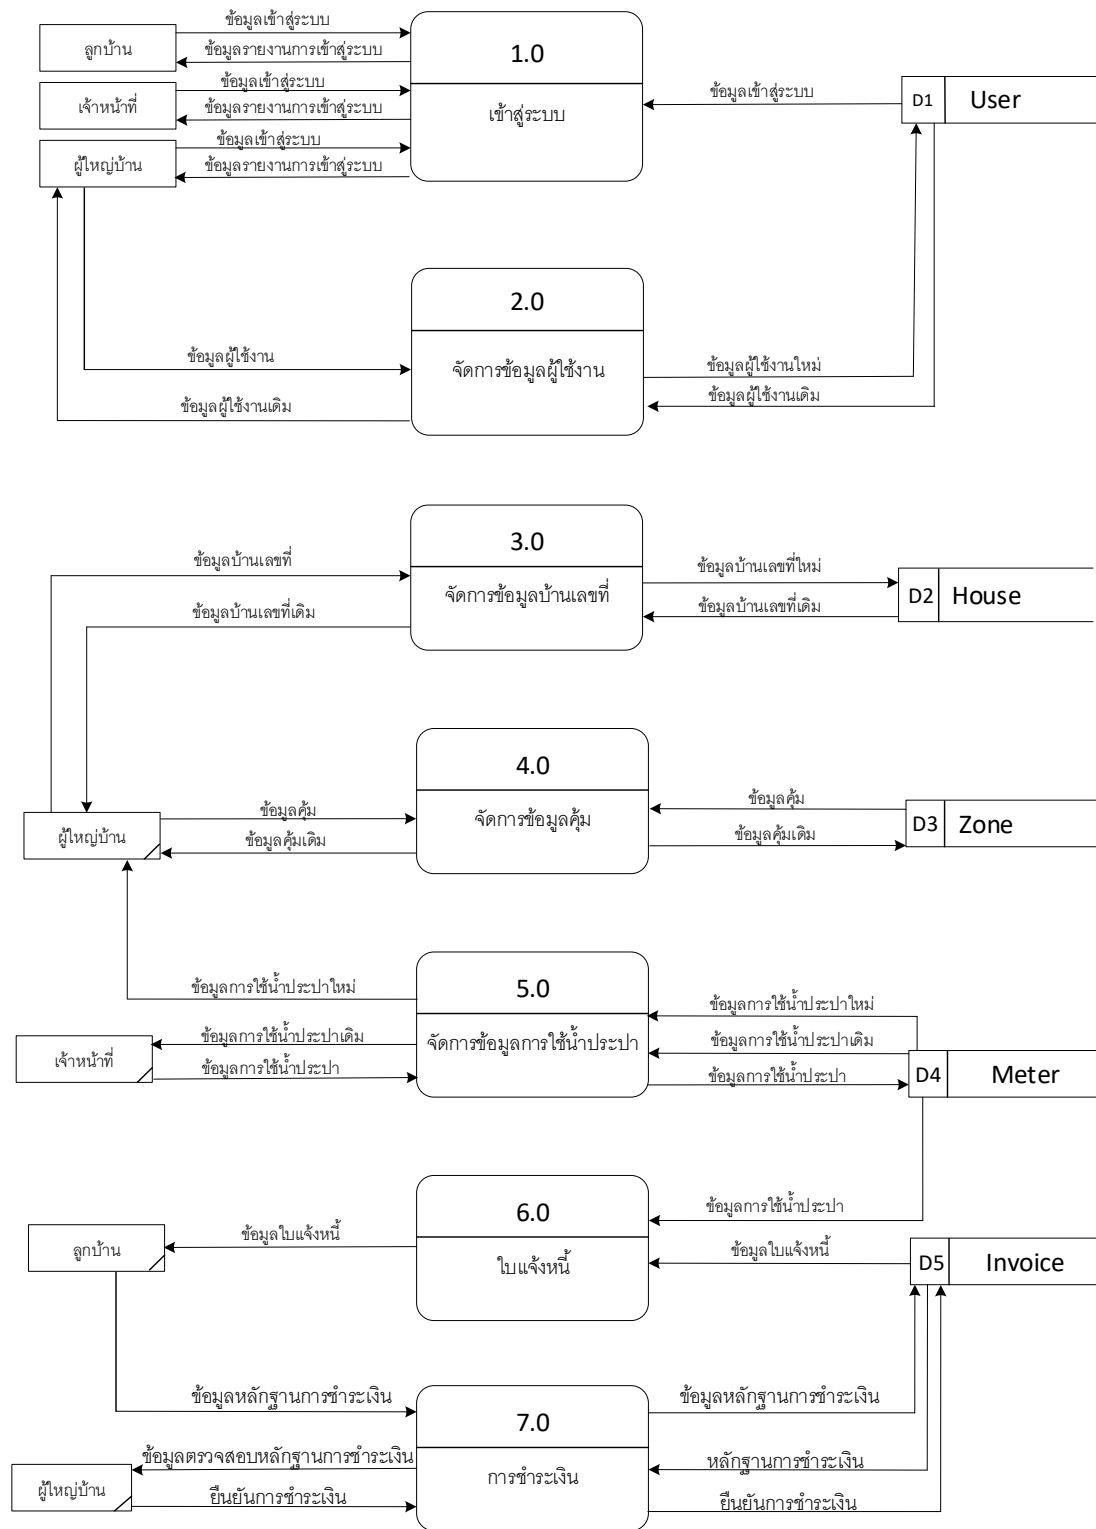 ข้อมูลเข้าสู่ระบบ
ลูกบ้าน
ข้อมูลรายงานการเข้าสู่ระบบ
1.0
ข้อมูลเข้าสู่ระบบ
เจ้าหน้าที่
ข้อมูลรายงานการเข้าสู่ระบบ
เข้าสู่ระบบ
ข้อมูลเข้าสู่ระบบ
D1 User
ข้อมูลเข้าสู่ระบบ
ผู้ใหญ่บ้าน
ข้อมูลรายงานการเข้าสู่ระบบ
2.0
ข้อมูลผู้ใช้งาน
จัดการข้อมูลผู้ใช้งาน
ข้อมูลผู้ใช้งานใหม่
ข้อมูลผู้ใช้งานเดิม
ข้อมูลผู้ใช้งานเดิม
3.0
ข้อมูลบ้านเลขที่
ข้อมูลบ้านเลขที่ใหม่
จัดการข้อมูลบ้านเลขที่
D2 House
ข้อมูลบ้านเลขที่เดิม
ข้อมูลบ้านเลขที่เดิม
4.0
ข้อมูลคุ้ม
ข้อมูลคุ้ม
จัดการข้อมูลคุ้ม
D3 Zone
ผู้ใหญ่บ้าน
ข้อมูลคุ้มเดิม
ข้อมูลคุ้มเดิม
5.0
ข้อมูลการใช้น้ำประปาใหม่
ข้อมูลการใช้น้ำประปาใหม่
ข้อมูลการใช้น้ำประปาเดิม
จัดการข้อมูลการใช้น้ำประปา
ข้อมูลการใช้น้ำประปาเดิม
เจ้าหน้าที่
ข้อมูลการใช้น้ำประปา
ข้อมูลการใช้น้ำประปา
D4 Meter
6.0
ข้อมูลการใช้น้ำประปา
ข้อมูลใบแจ้งหนี้
ลูกบ้าน
ใบแจ้งหนี้
ข้อมูลใบแจ้งหนี้
D5 Invoice
ข้อมูลหลักฐานการชำระเงิน
7.0
ข้อมูลหลักฐานการชำระเงิน
ข้อมูลตรวจสอบหลักฐานการชำระเงิน
การชำระเงิน
หลักฐานการชำระเงิน
ผู้ใหญ่บ้าน
ยืนยันการชำระเงิน
ยืนยันการชำระเงิน